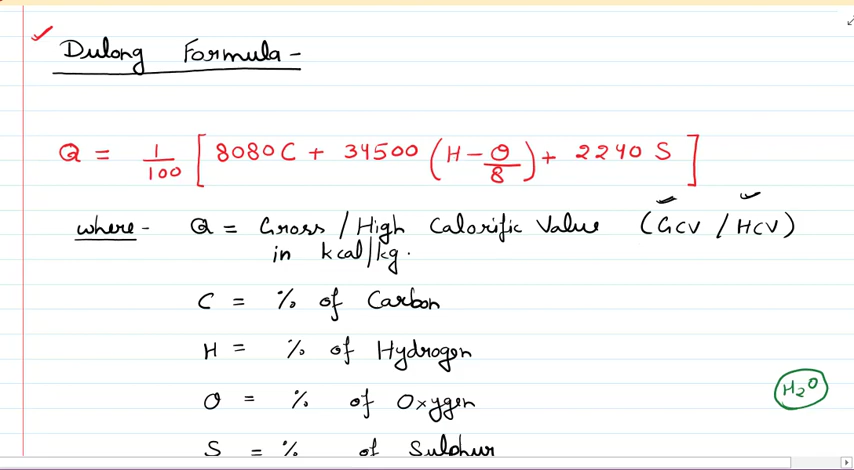 Dulong Formula-
Q = 1/100 [ 8080 C + 34500 ( H - O/8 ) + 2240 S ]
where - Q = Gross / High Calorific Value (GCV / HCV)
in kcal/kg.
C = % of Carbon
H = % of Hydrogen
O = % of Oxygen
H2O
S = % of Sulphur